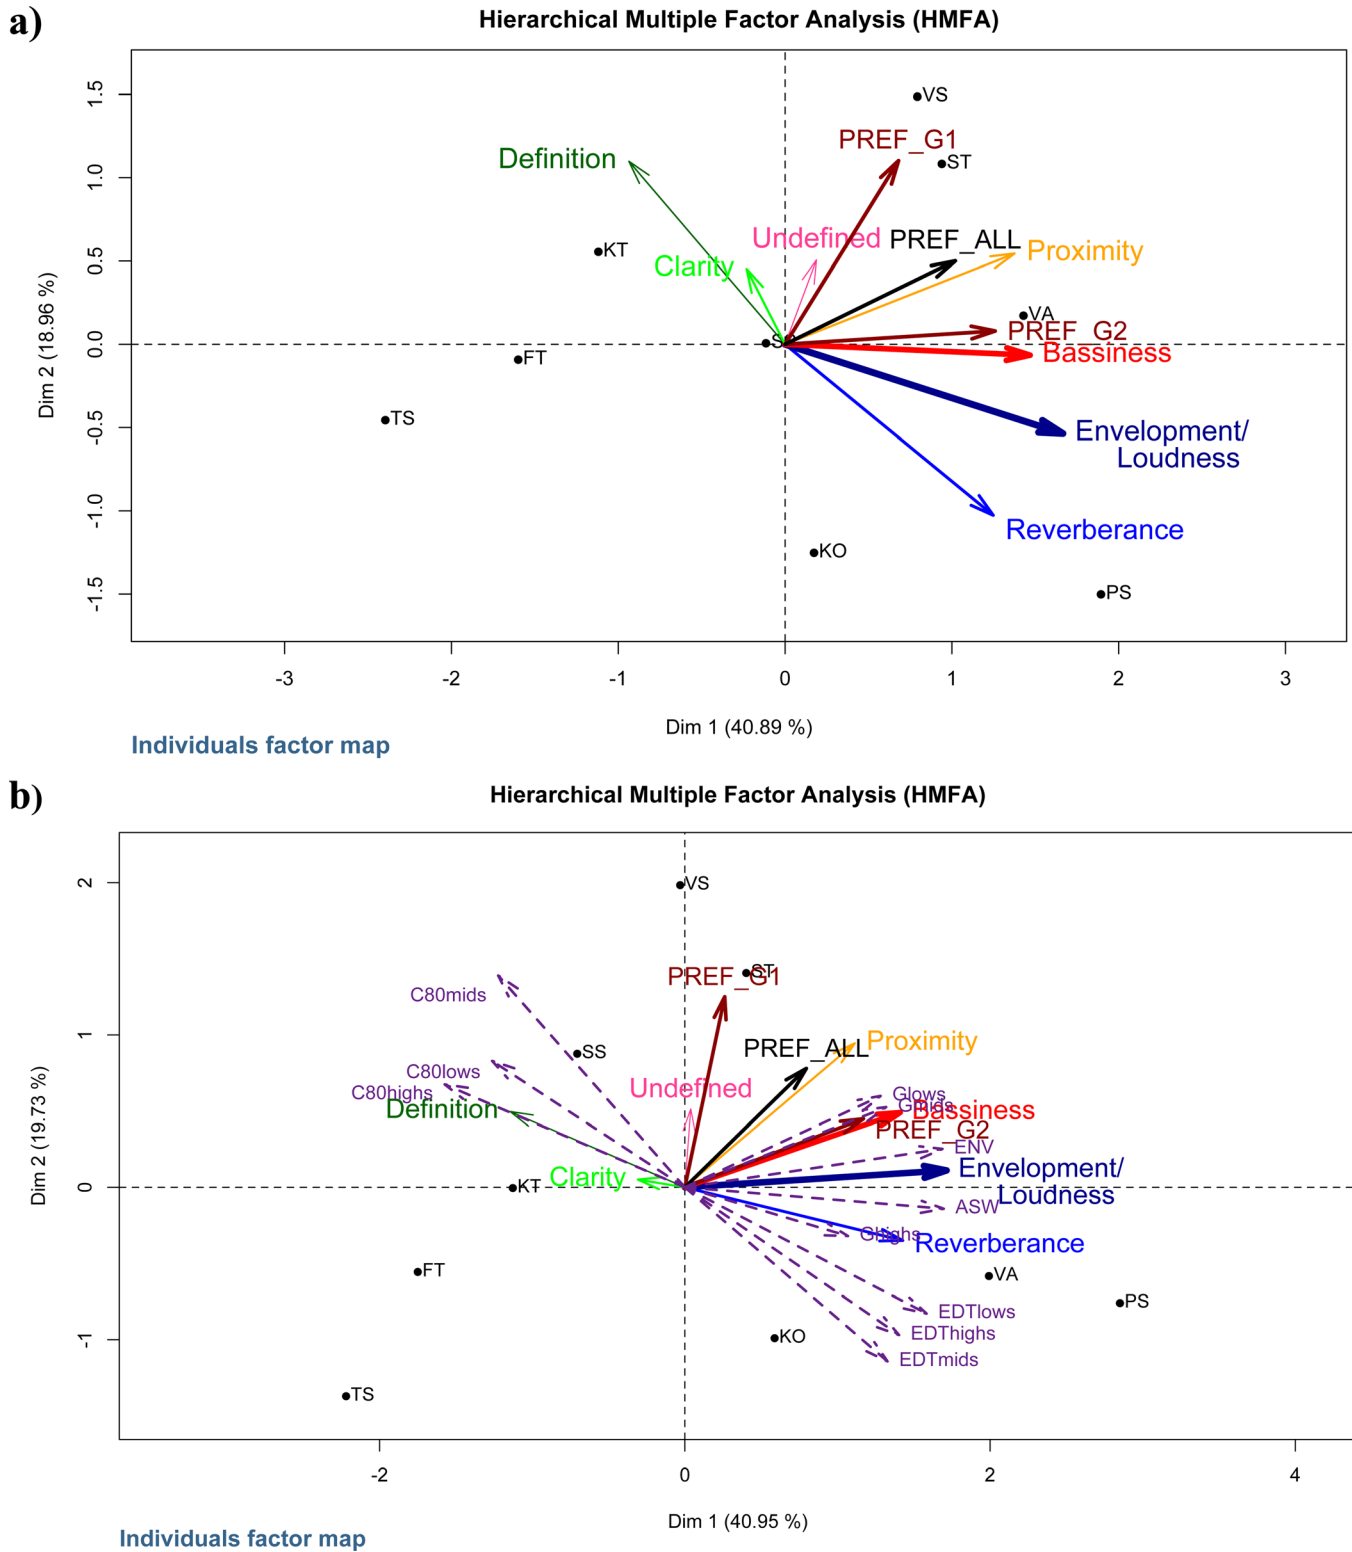 a)
Hierarchical Multiple Factor Analysis (HMFA)
Dim 2 (18.96 %)
1.5
1.0
0.5
0.0
-0.5
-1.0
-1.5
VS
PREF_G1
ST
Definition
Undefined
PREF_ALL
Proximity
KT
Clarity
VA
PREF_G2
S
Bassiness
FT
TS
Envelopment/
Loudness
Reverberance
KO
PS
-3 -2 -1 0 1 2 3
Dim 1 (40.89 %)
Individuals factor map
b)
Hierarchical Multiple Factor Analysis (HMFA)
Dim 2 (19.73 %)
2
1
0
-1
VS
PREF_G1
ST
C80mids
PREF_ALL
Proximity
SS
C80lows
C80highs
Undefined
Glows
Gmids
Definition
Bassiness
PREF_G2
ENV
Clarity
KT
Envelopment/
Loudness
ASW
Ghighs
Reverberance
FT
VA
PS
EDTlows
KO
EDThighs
EDTmids
TS
-2 0 2 4
Dim 1 (40.95 %)
Individuals factor map